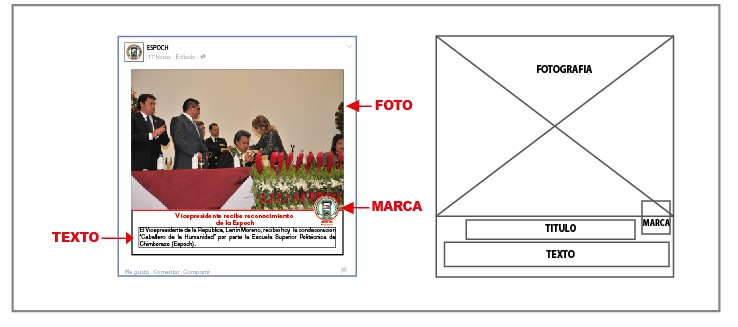 ESPOCH
17 horas · Editado ·
FOTO
MARCA
Vicepresidente recibe reconocimiento
de la Espoch
TEXTO
El Vicepresidente de la República, Lenin Moreno, recibió hoy la condecoración
"Caballero de la Humanidad" por parte la Escuela Superior Politécnica de
Chimborazo (Espoch).
Me gusta · Comentar · Compartir
FOTOGRAFIA
MARCA
TITULO
TEXTO